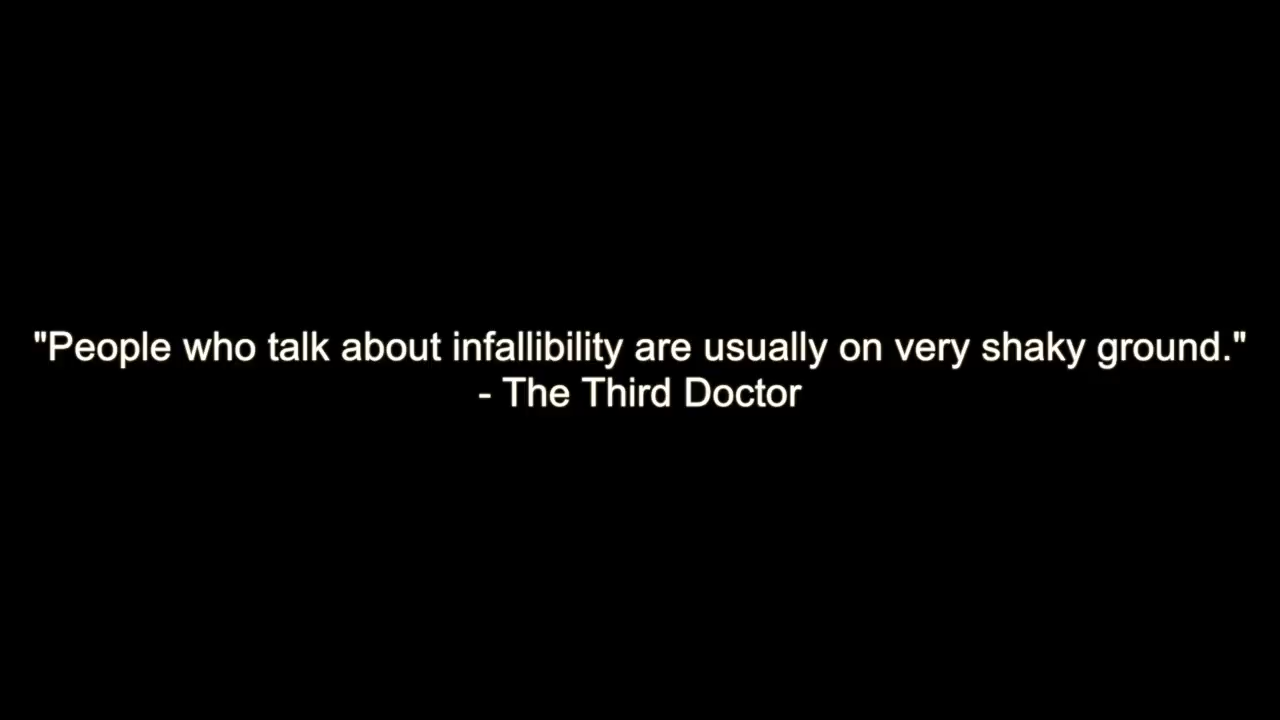 "People who talk about infallibility are usually on very shaky ground."
- The Third Doctor